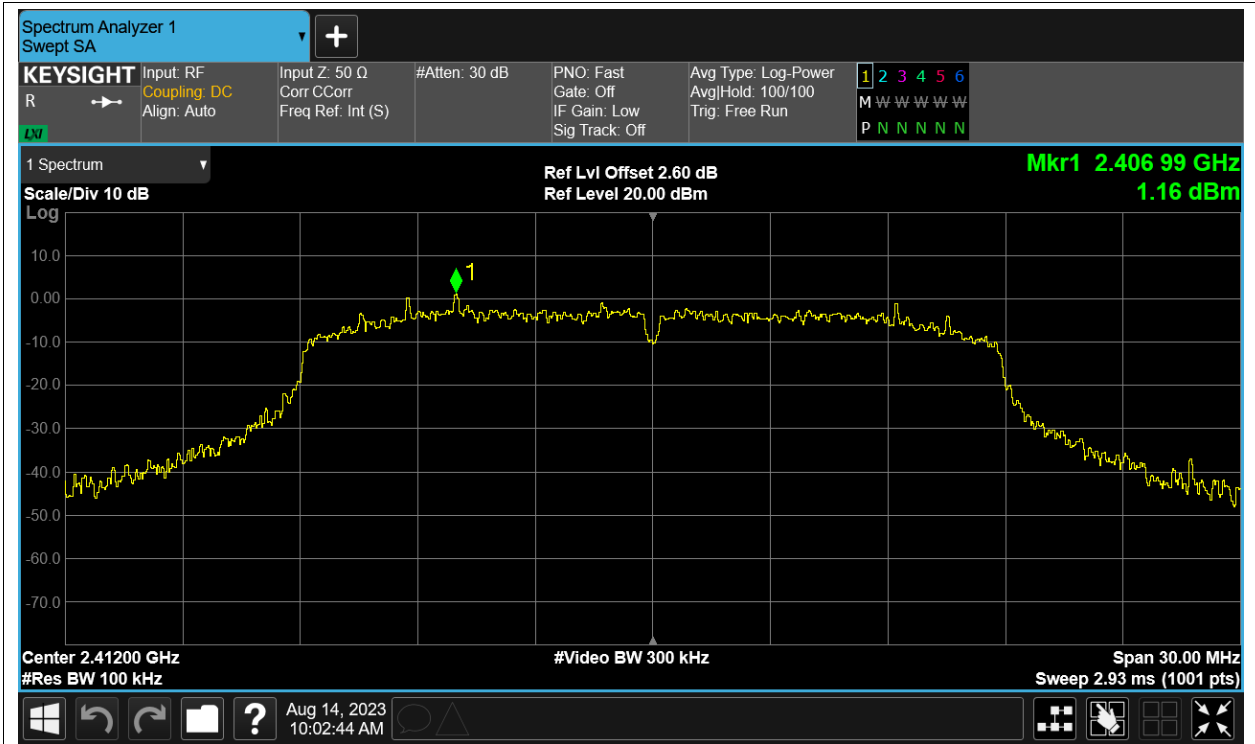 Spectrum Analyzer 1
Swept SA
KEYSIGHT
R
LXI
Input: RF
Coupling: DC
Align: Auto
Input Z: 50 Ω
Corr CCorr
Freq Ref: Int (S)
#Atten: 30 dB
PNO: Fast
Gate: Off
IF Gain: Low
Sig Track: Off
Avg Type: Log-Power
Avg|Hold: 100/100
Trig: Free Run
1 2 3 4 5 6
M W W W W W
P N N N N N
1 Spectrum
Scale/Div 10 dB
Ref Lvl Offset 2.60 dB
Ref Level 20.00 dBm
Mkr1 2.406 99 GHz
1.16 dBm
Log
10.0
0.00
-10.0
-20.0
-30.0
-40.0
-50.0
-60.0
-70.0
1
Center 2.41200 GHz
#Res BW 100 kHz
#Video BW 300 kHz
Span 30.00 MHz
Sweep 2.93 ms (1001 pts)
?
Aug 14, 2023
10:02:44 AM